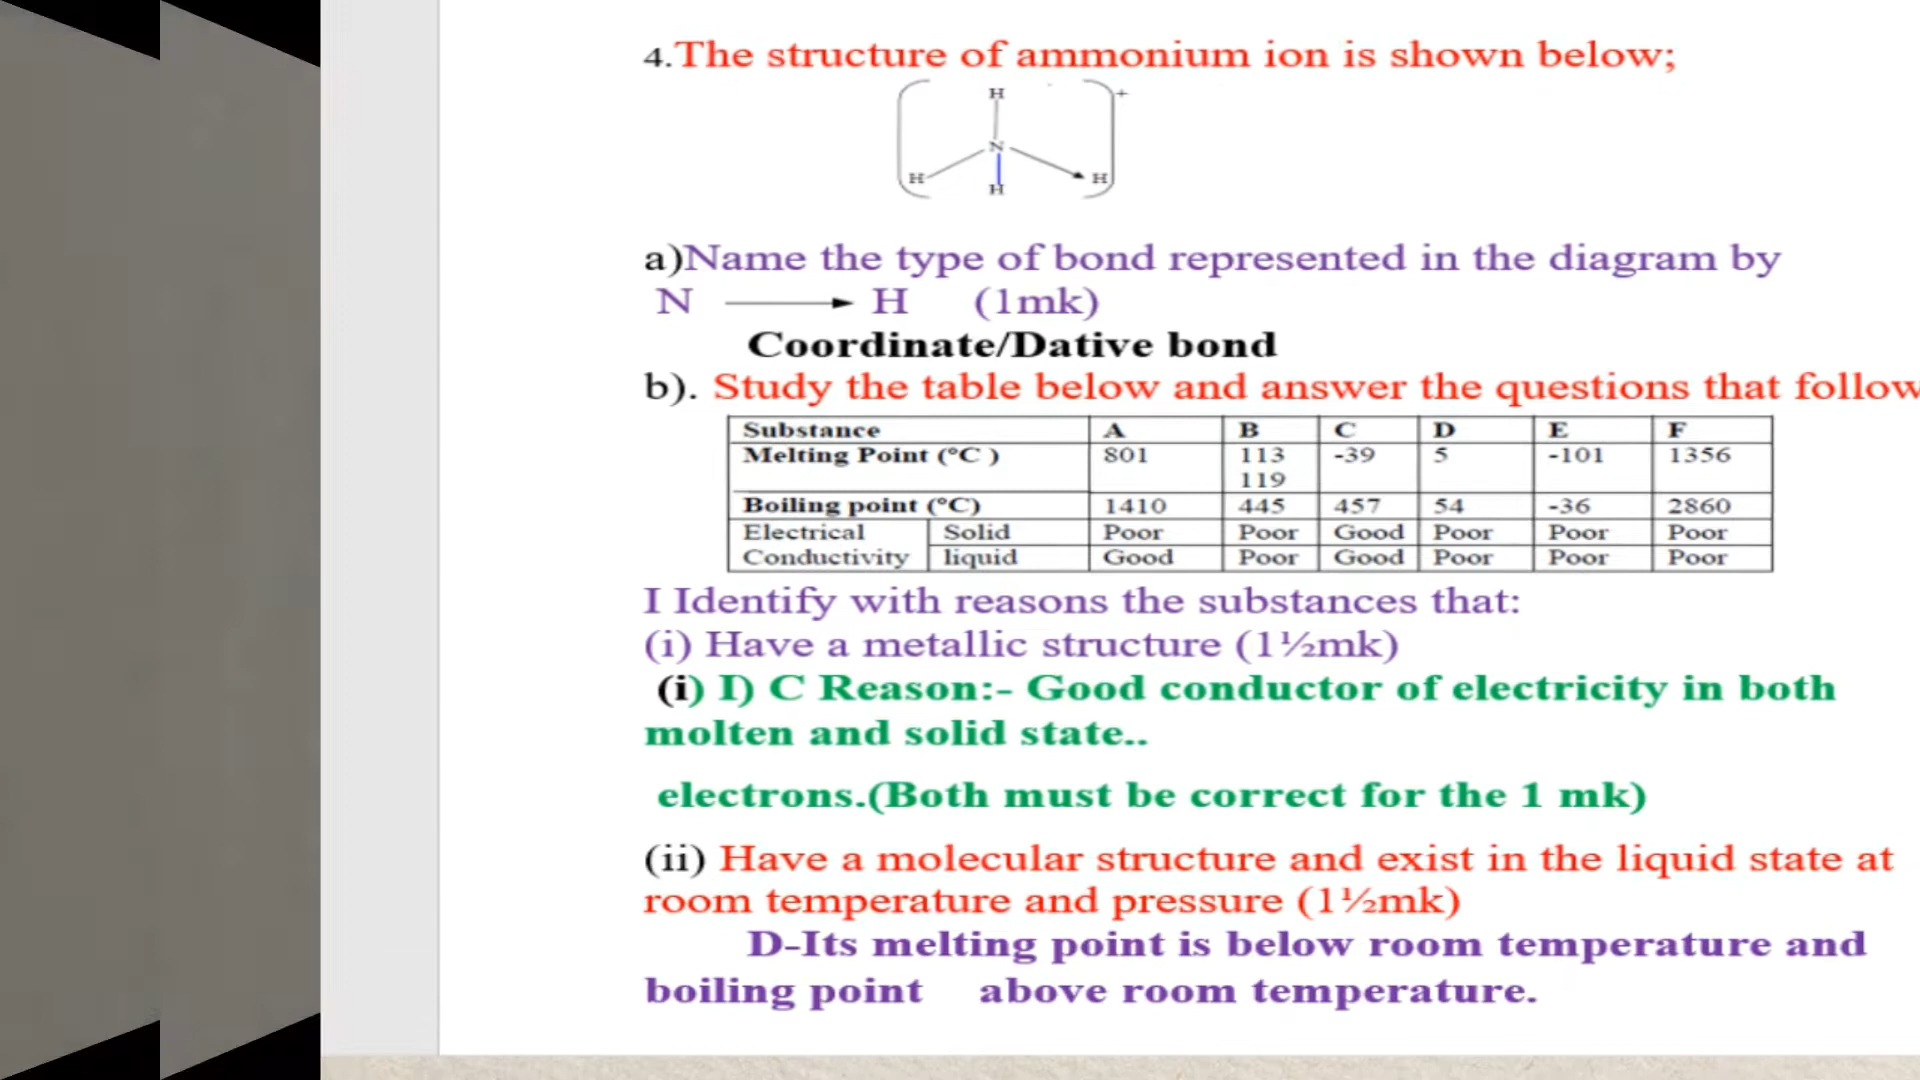 4.The structure of ammonium ion is shown below;
H
+
N
H
H
H
a)Name the type of bond represented in the diagram by
N H (1mk)
Coordinate/Dative bond
b). Study the table below and answer the questions that follow
Substance A B C D E F
Melting Point (°C ) 801 113 -39 5 -101 1356
119
Boiling point (°C) 1410 445 457 54 -36 2860
Electrical Solid Poor Poor Good Poor Poor Poor
Conductivity liquid Good Poor Good Poor Poor Poor
I Identify with reasons the substances that:
(i) Have a metallic structure (1½mk)
(i) I) C Reason:- Good conductor of electricity in both
molten and solid state..
electrons.(Both must be correct for the 1 mk)
(ii) Have a molecular structure and exist in the liquid state at
room temperature and pressure (1½mk)
D-Its melting point is below room temperature and
boiling point above room temperature.